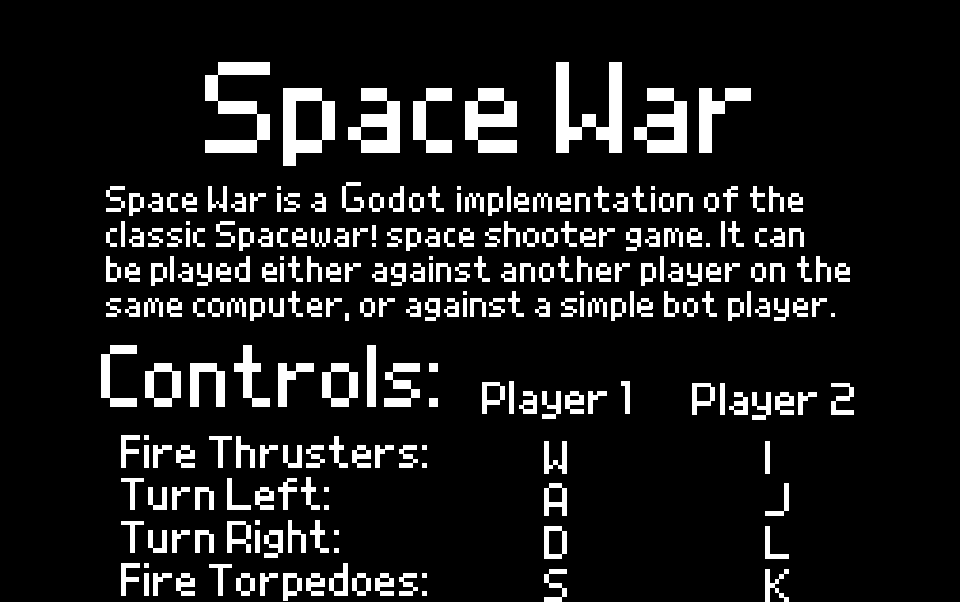 Space War
Space War is a Godot implementation of the
classic Spacewar! space shooter game. It can
be played either against another player on the
same computer, or against a simple bot player.
Controls: Player 1 Player 2
Fire Thrusters: W I
Turn Left: A J
Turn Right: D L
Fire Torpedoes: S K